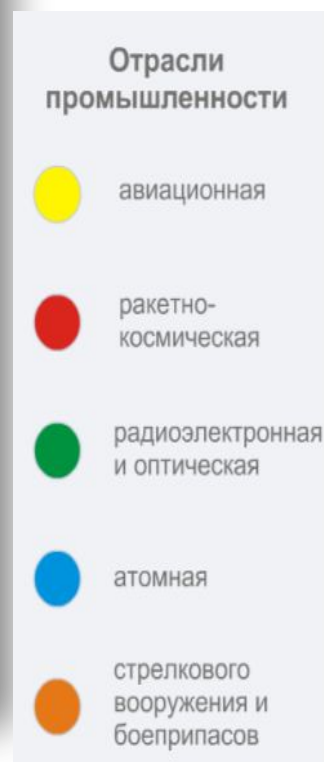 Отрасли
промышленности
авиационная
ракетно-
космическая
радиоэлектронная
и оптическая
атомная
стрелкового
вооружения и
боеприпасов